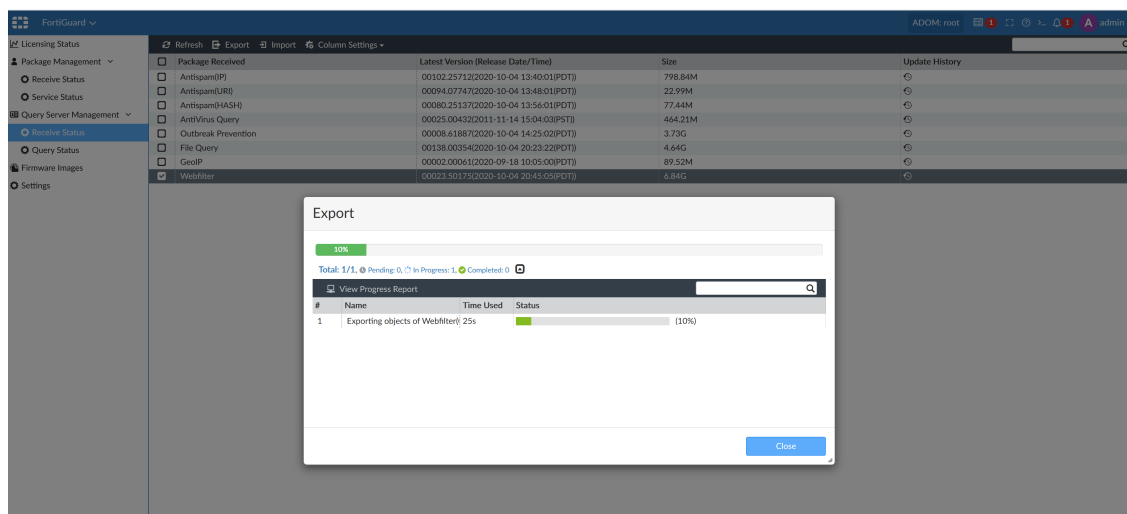 FortiGuard
ADOM: root 1 1 A admin
Licensing Status
Package Management
Receive Status
Service Status
Query Server Management
Receive Status
Query Status
Firmware Images
Settings
Refresh Export Import Column Settings
Package Received Latest Version (Release Date/Time) Size Update History
Antispam(IP) 00102.25712(2020-10-04 13:40:01(PDT)) 798.84M
Antispam(URI) 00094.07747(2020-10-04 13:48:01(PDT)) 22.99M
Antispam(HASH) 00080.25137(2020-10-04 13:56:01(PDT)) 77.44M
AntiVirus Query 00025.00432(2011-11-14 15:04:03(PST)) 464.21M
Outbreak Prevention 00008.61887(2020-10-04 14:25:02(PDT)) 3.73G
File Query 00138.00354(2020-10-04 20:23:22(PDT)) 4.64G
GeoIP 00002.00061(2020-09-18 10:05:00(PDT)) 89.52M
Webfilter 00023.50175(2020-10-04 20:45:05(PDT)) 6.84G
Export
10%
Total: 1/1, Pending: 0, In Progress: 1, Completed: 0
View Progress Report
# Name Time Used Status
1 Exporting objects of Webfilter( 25s (10%)
Close